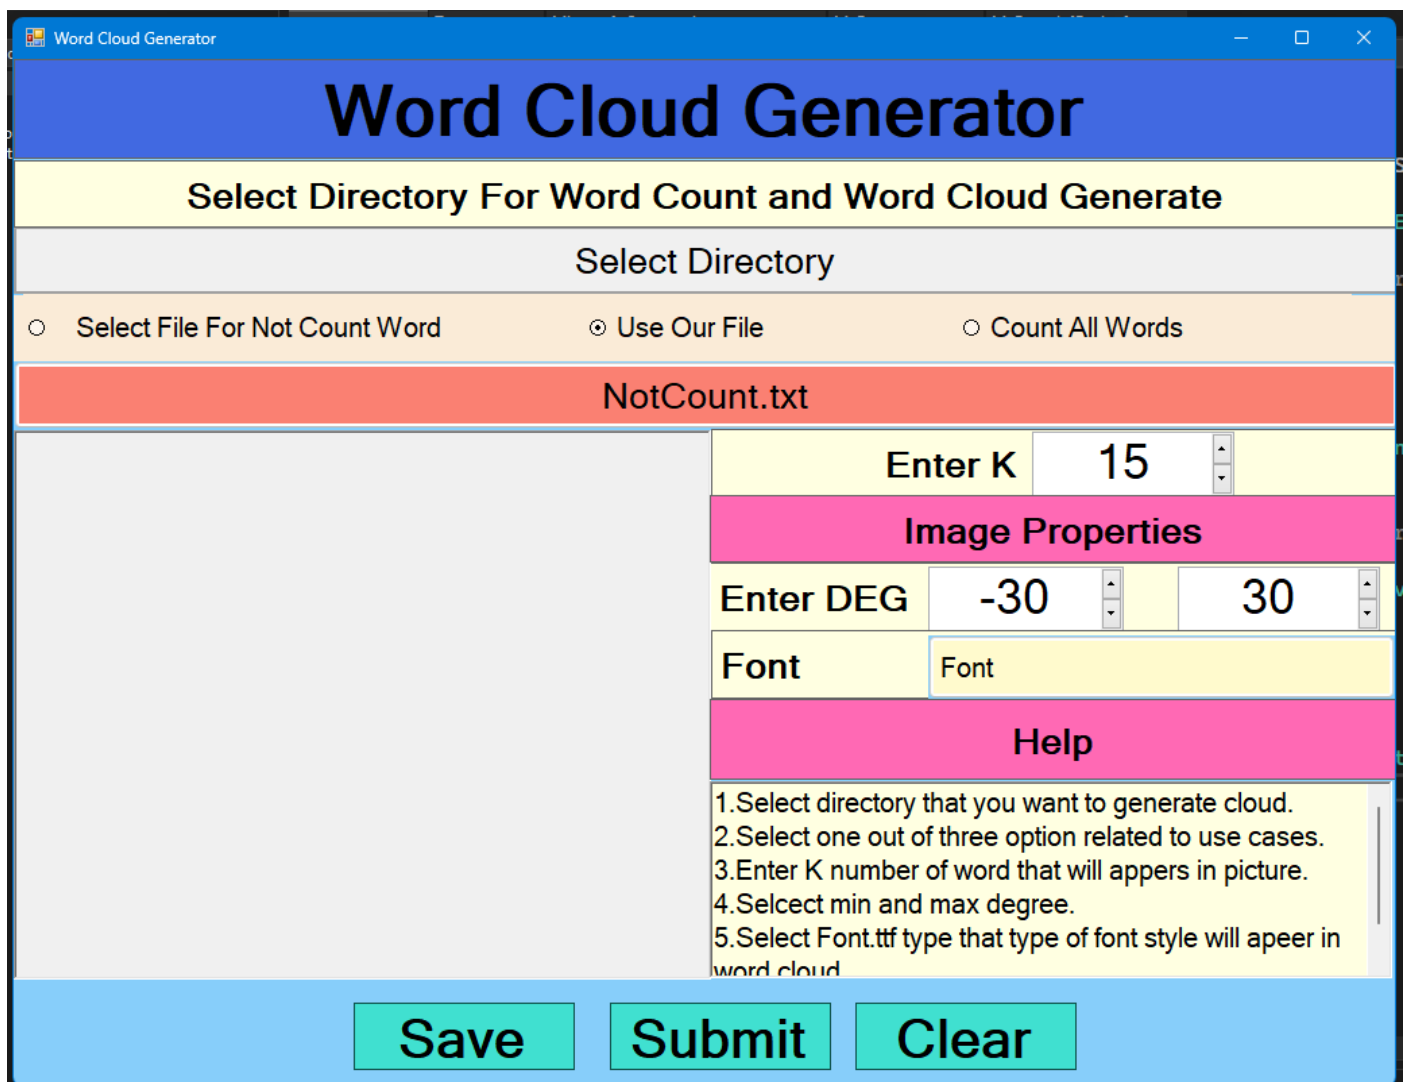 Word Cloud Generator
Word Cloud Generator
Select Directory For Word Count and Word Cloud Generate
Select Directory
Select File For Not Count Word Use Our File Count All Words
NotCount.txt
Enter K 15
Image Properties
Enter DEG -30 30
Font Font
Help
1.Select directory that you want to generate cloud.
2.Select one out of three option related to use cases.
3.Enter K number of word that will appers in picture.
4.Selcect min and max degree.
5.Select Font.ttf type that type of font style will apeer in
word cloud
Save Submit Clear